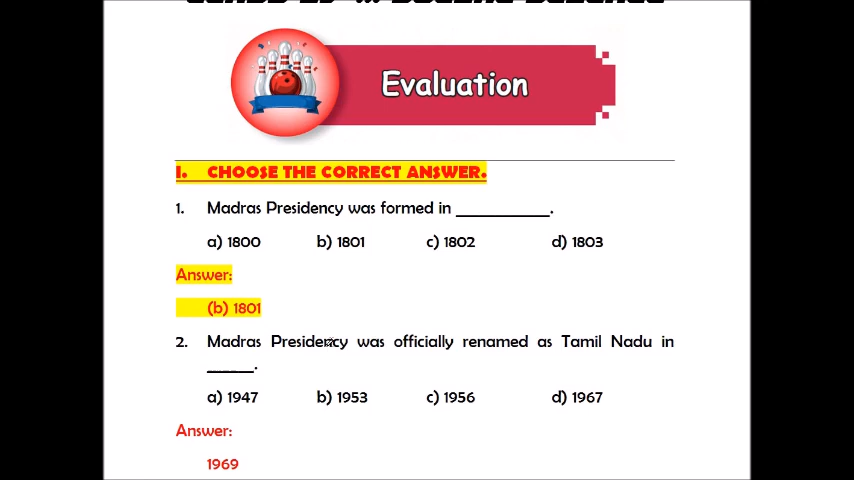 Evaluation
I. CHOOSE THE CORRECT ANSWER.
1. Madras Presidency was formed in ___________.
a) 1800 b) 1801 c) 1802 d) 1803
Answer:
(b) 1801
2. Madras Presidency was officially renamed as Tamil Nadu in
______.
a) 1947 b) 1953 c) 1956 d) 1967
Answer:
1969